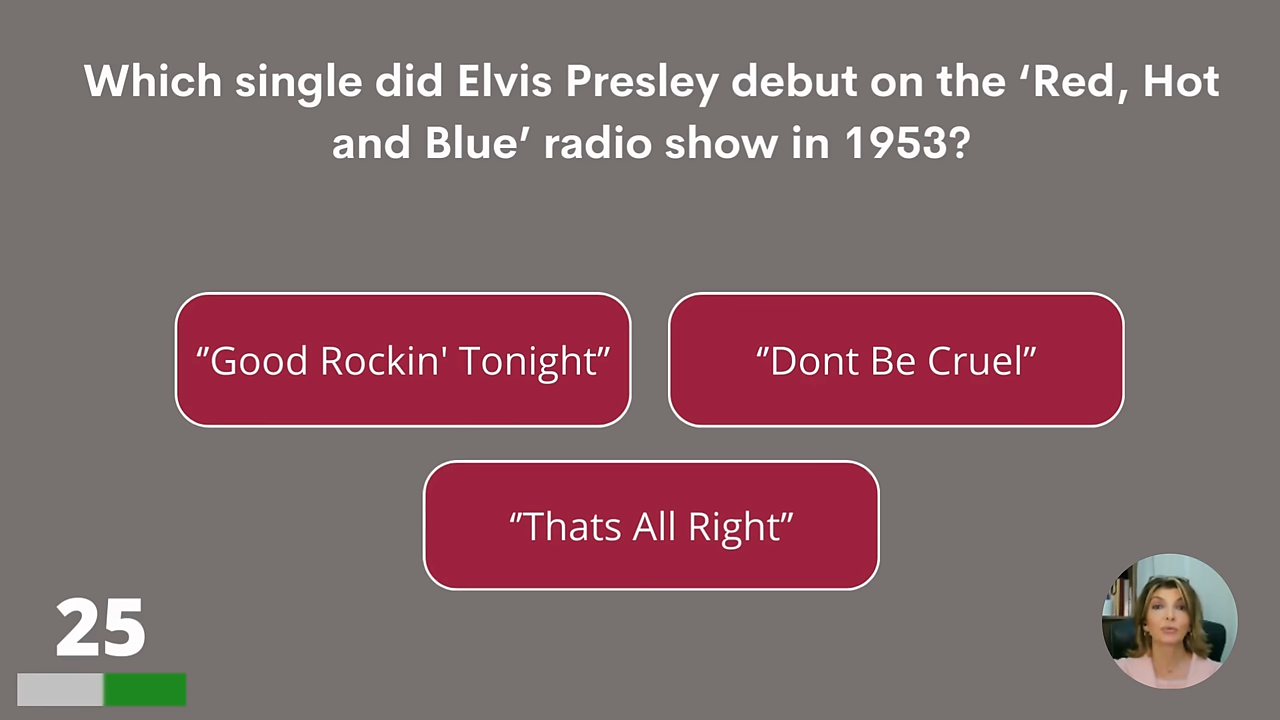 Which single did Elvis Presley debut on the ‘Red, Hot
and Blue’ radio show in 1953?
‘’Good Rockin' Tonight’’
‘’Dont Be Cruel’’
‘’Thats All Right’’
25